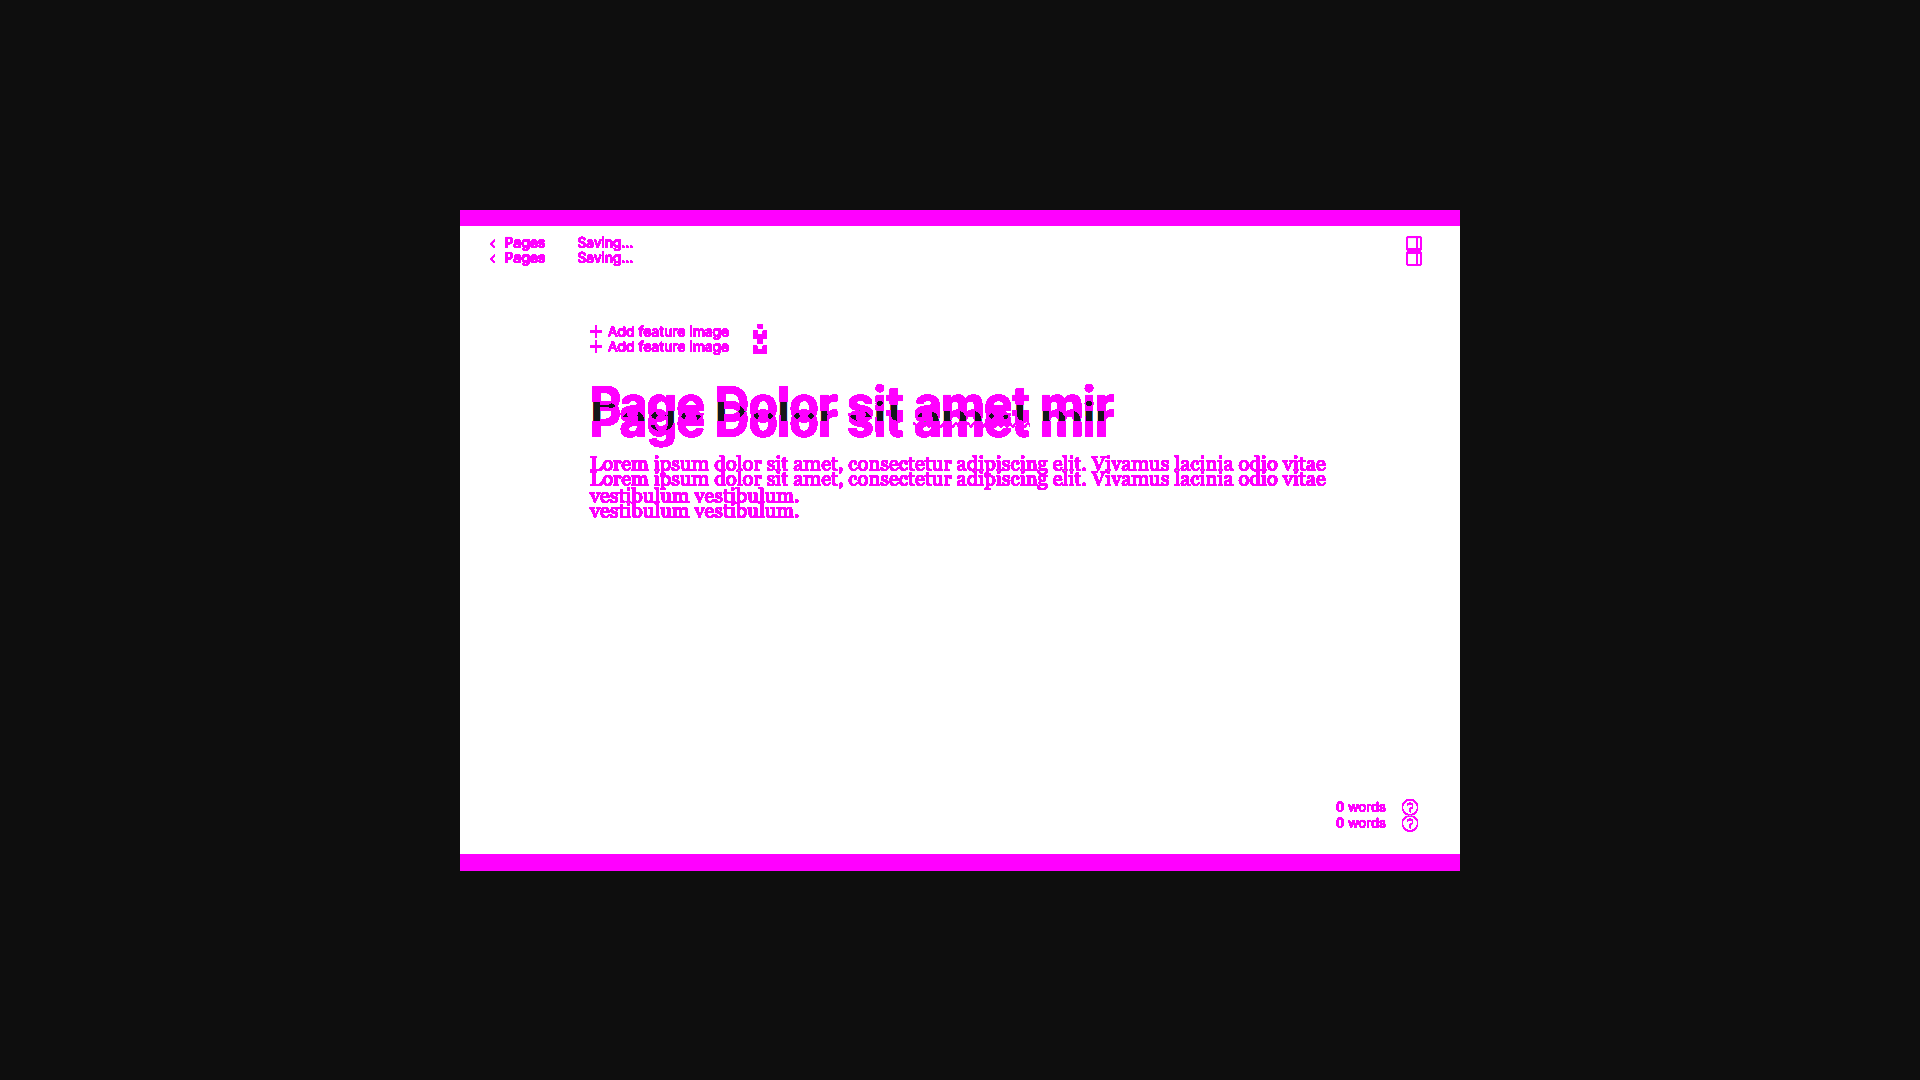 Pages Saving...
Pages Saving...
+ Add feature image
+ Add feature image
Page Dolor sit amet mir
Page Dolor sit amet mir
Lorem ipsum dolor sit amet, consectetur adipiscing elit. Vivamus lacinia odio vitae
Lorem ipsum dolor sit amet, consectetur adipiscing elit. Vivamus lacinia odio vitae
vestibulum vestibulum.
vestibulum vestibulum.
0 words ?
0 words ?